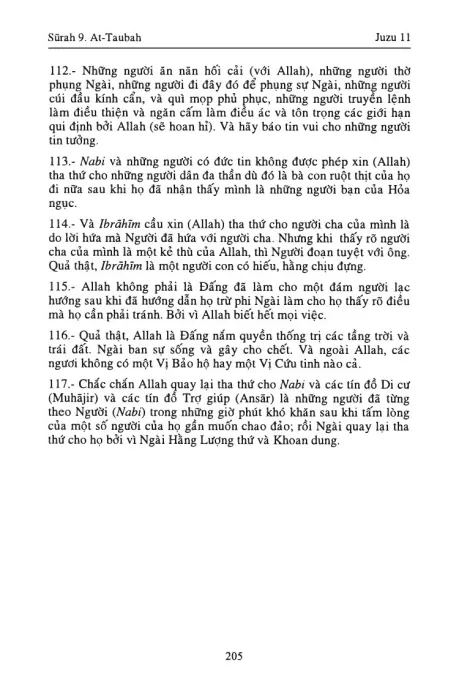 Sūrah 9. At-Taubah Juzu 11
112.- Những người ăn năn hối cải (với Allah), những người thờ
phụng Ngài, những người đi đây đó để phụng sự Ngài, những người
cúi đầu kính cẩn, và quì mọp phủ phục, những người truyền lệnh
làm điều thiện và ngăn cấm làm điều ác và tôn trọng các giới hạn
qui định bởi Allah (sẽ hoan hỉ). Và hãy báo tin vui cho những người
tin tưởng.
113.- Nabi và những người có đức tin không được phép xin (Allah)
tha thứ cho những người dân đa thần dù đó là bà con ruột thịt của họ
đi nữa sau khi họ đã nhận thấy mình là những người bạn của Hỏa
ngục.
114.- Và Ibrāhīm cầu xin (Allah) tha thứ cho người cha của mình là
do lời hứa mà Người đã hứa với người cha. Nhưng khi thấy rõ người
cha của mình là một kẻ thù của Allah, thì Người đoạn tuyệt với ông.
Quả thật, Ibrāhīm là một người con có hiếu, hằng chịu đựng.
115.- Allah không phải là Đấng đã làm cho một đám người lạc
hướng sau khi đã hướng dẫn họ trừ phi Ngài làm cho họ thấy rõ điều
mà họ cần phải tránh. Bởi vì Allah biết hết mọi việc.
116.- Quả thật, Allah là Đấng nắm quyền thống trị các tầng trời và
trái đất. Ngài ban sự sống và gây cho chết. Và ngoài Allah, các
ngươi không có một Vị Bảo hộ hay một Vị Cứu tinh nào cả.
117.- Chắc chắn Allah quay lại tha thứ cho Nabi và các tín đồ Di cư
(Muhājir) và các tín đồ Trợ giúp (Ansār) là những người đã từng
theo Người (Nabi) trong những giờ phút khó khăn sau khi tấm lòng
của một số người của họ gần muốn chao đảo; rồi Ngài quay lại tha
thứ cho họ bởi vì Ngài Hằng Lượng thứ và Khoan dung.
205